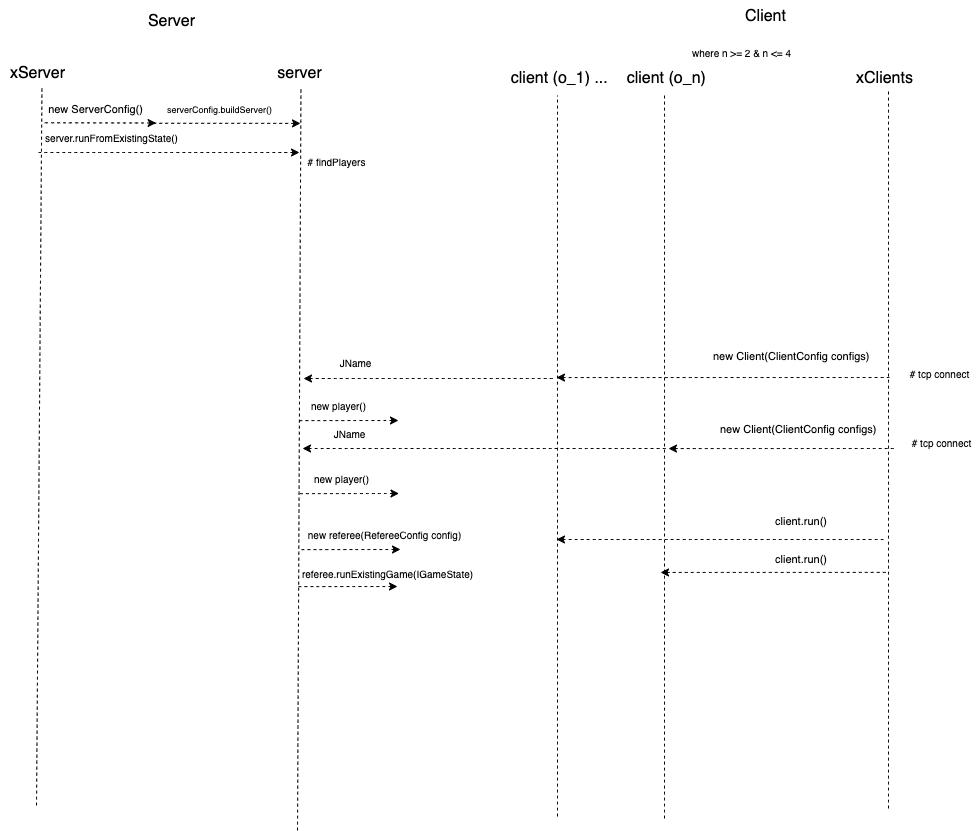 Server
Client
where n >= 2 & n <= 4
xServer
server
client (o_1) ...
client (o_n)
xClients
new ServerConfig()
serverConfig.buildServer()
server.runFromExistingState()
# findPlayers
JName
new Client(ClientConfig configs)
# tcp connect
new player()
JName
new Client(ClientConfig configs)
# tcp connect
new player()
client.run()
new referee(RefereeConfig config)
client.run()
referee.runExistingGame(IGameState)